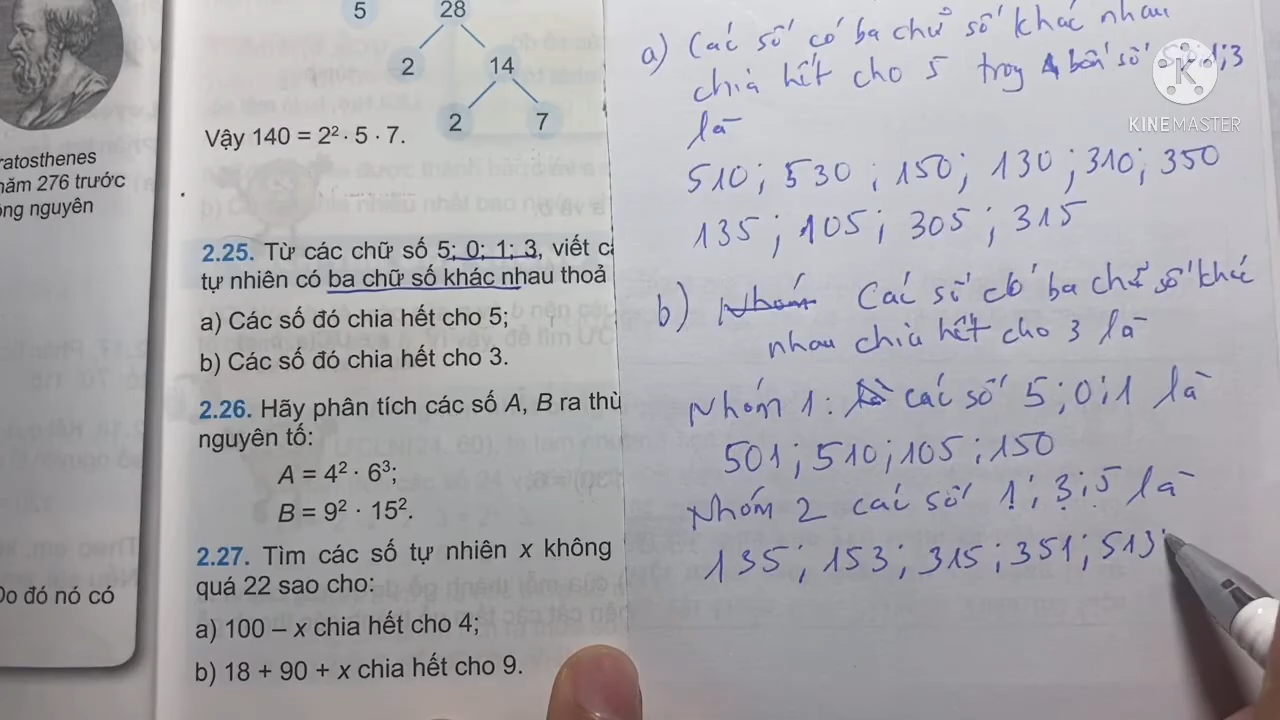 ratosthenes
năm 276 trước
ông nguyên
Do đó nó có
5 28
2 14
2 7
Vậy 140 = 2² · 5 · 7.
2.25. Từ các chữ số 5; 0; 1; 3, viết cá
tự nhiên có ba chữ số khác nhau thoả
a) Các số đó chia hết cho 5;
b) Các số đó chia hết cho 3.
2.26. Hãy phân tích các số A, B ra thừ
nguyên tố:
A = 4² · 6³;
B = 9² · 15².
2.27. Tìm các số tự nhiên x không
quá 22 sao cho:
a) 100 – x chia hết cho 4;
b) 18 + 90 + x chia hết cho 9.
a) Các số có ba chữ số khác nhau
chia hết cho 5 trong bốn số ;3
là
510; 530; 150; 130; 310; 350
135; 105; 305; 315
b) Nhóm Các số có ba chữ số khác
nhau chia hết cho 3 là
Nhóm 1: các số 5; 0; 1 là
501; 510; 105; 150
Nhóm 2 các số 1; 3; 5 là
135; 153; 315; 351; 513;
KINEMASTER